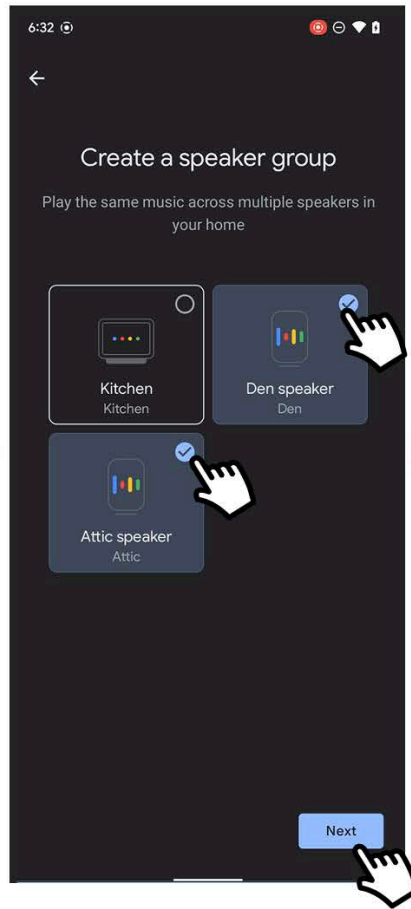 6:32
Create a speaker group
Play the same music across multiple speakers in
your home
Kitchen
Kitchen
Den speaker
Den
Attic speaker
Attic
Next